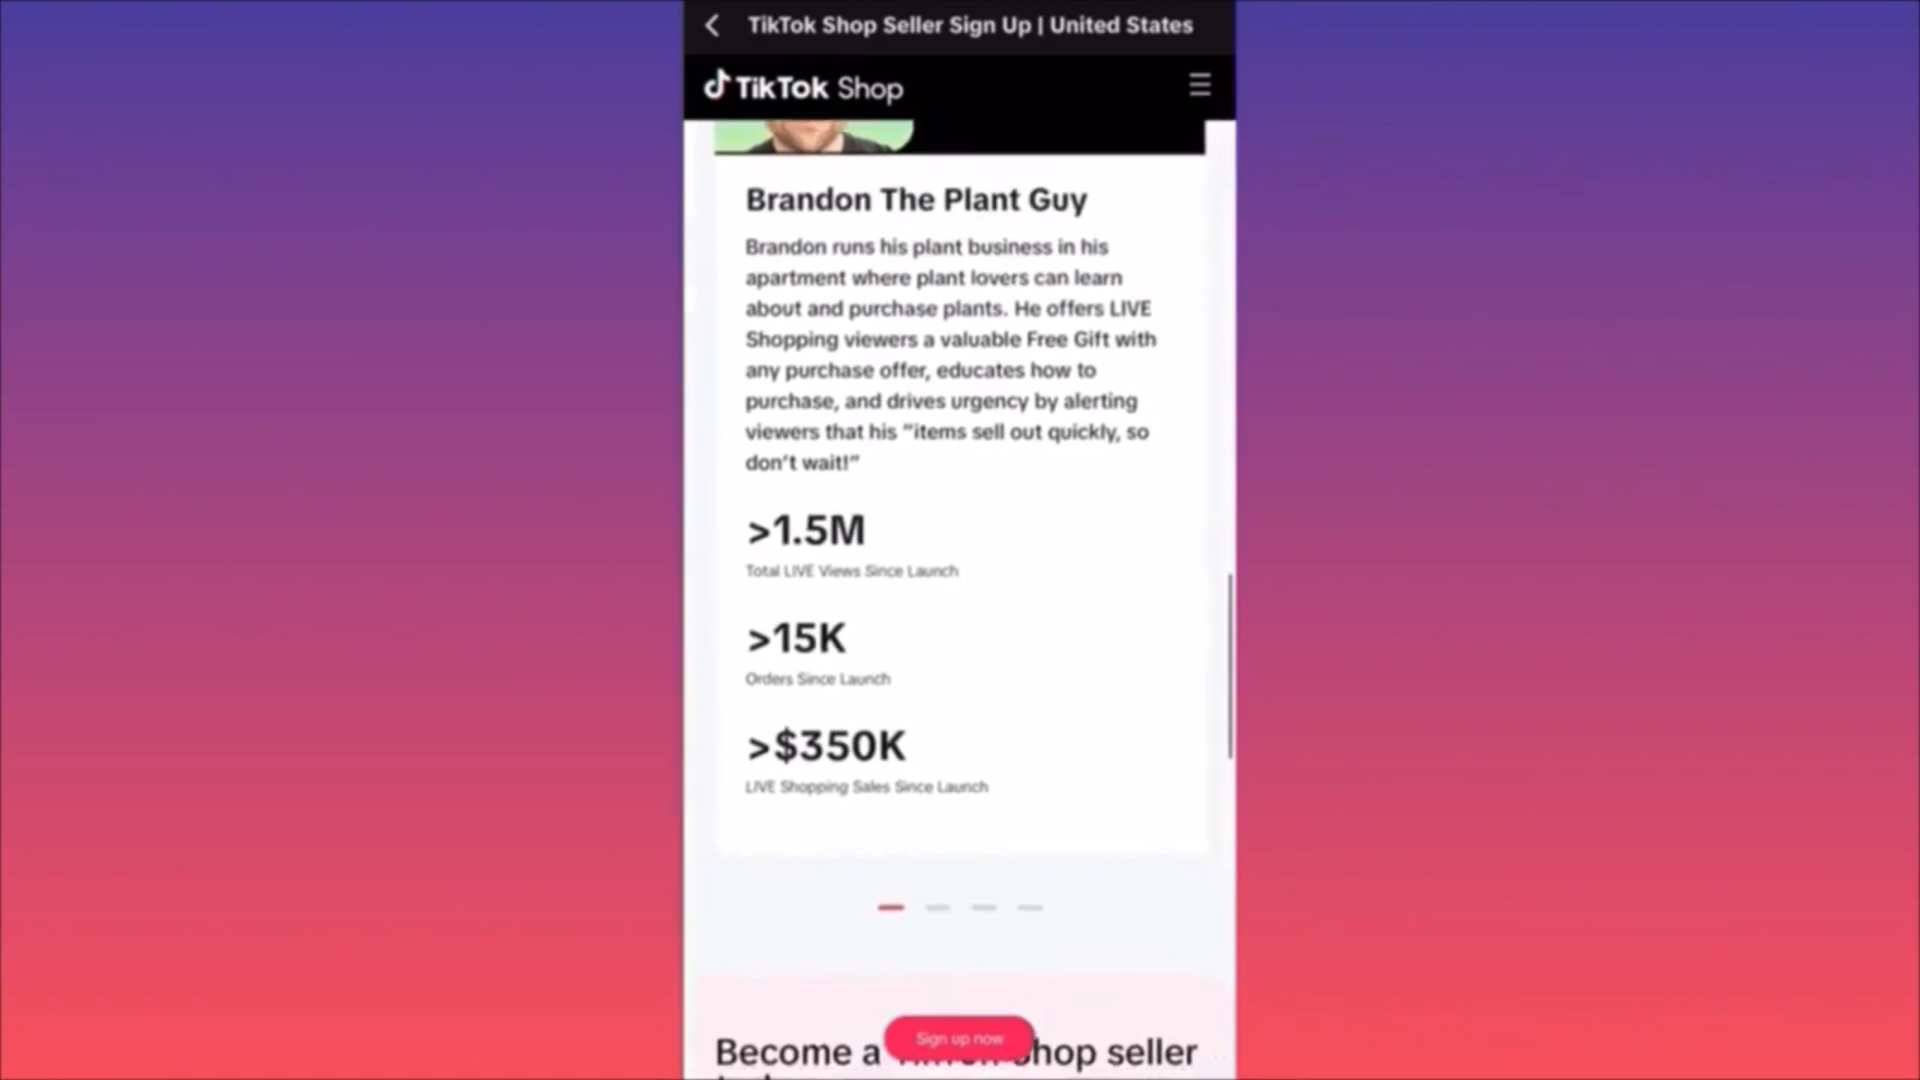 TikTok Shop Seller Sign Up | United States
TikTok Shop
Brandon The Plant Guy
Brandon runs his plant business in his
apartment where plant lovers can learn
about and purchase plants. He offers LIVE
Shopping viewers a valuable Free Gift with
any purchase offer, educates how to
purchase, and drives urgency by alerting
viewers that his “items sell out quickly, so
don’t wait!”
>1.5M
Total LIVE Views Since Launch
>15K
Orders Since Launch
>$350K
LIVE Shopping Sales Since Launch
Sign up now
Become a hop seller